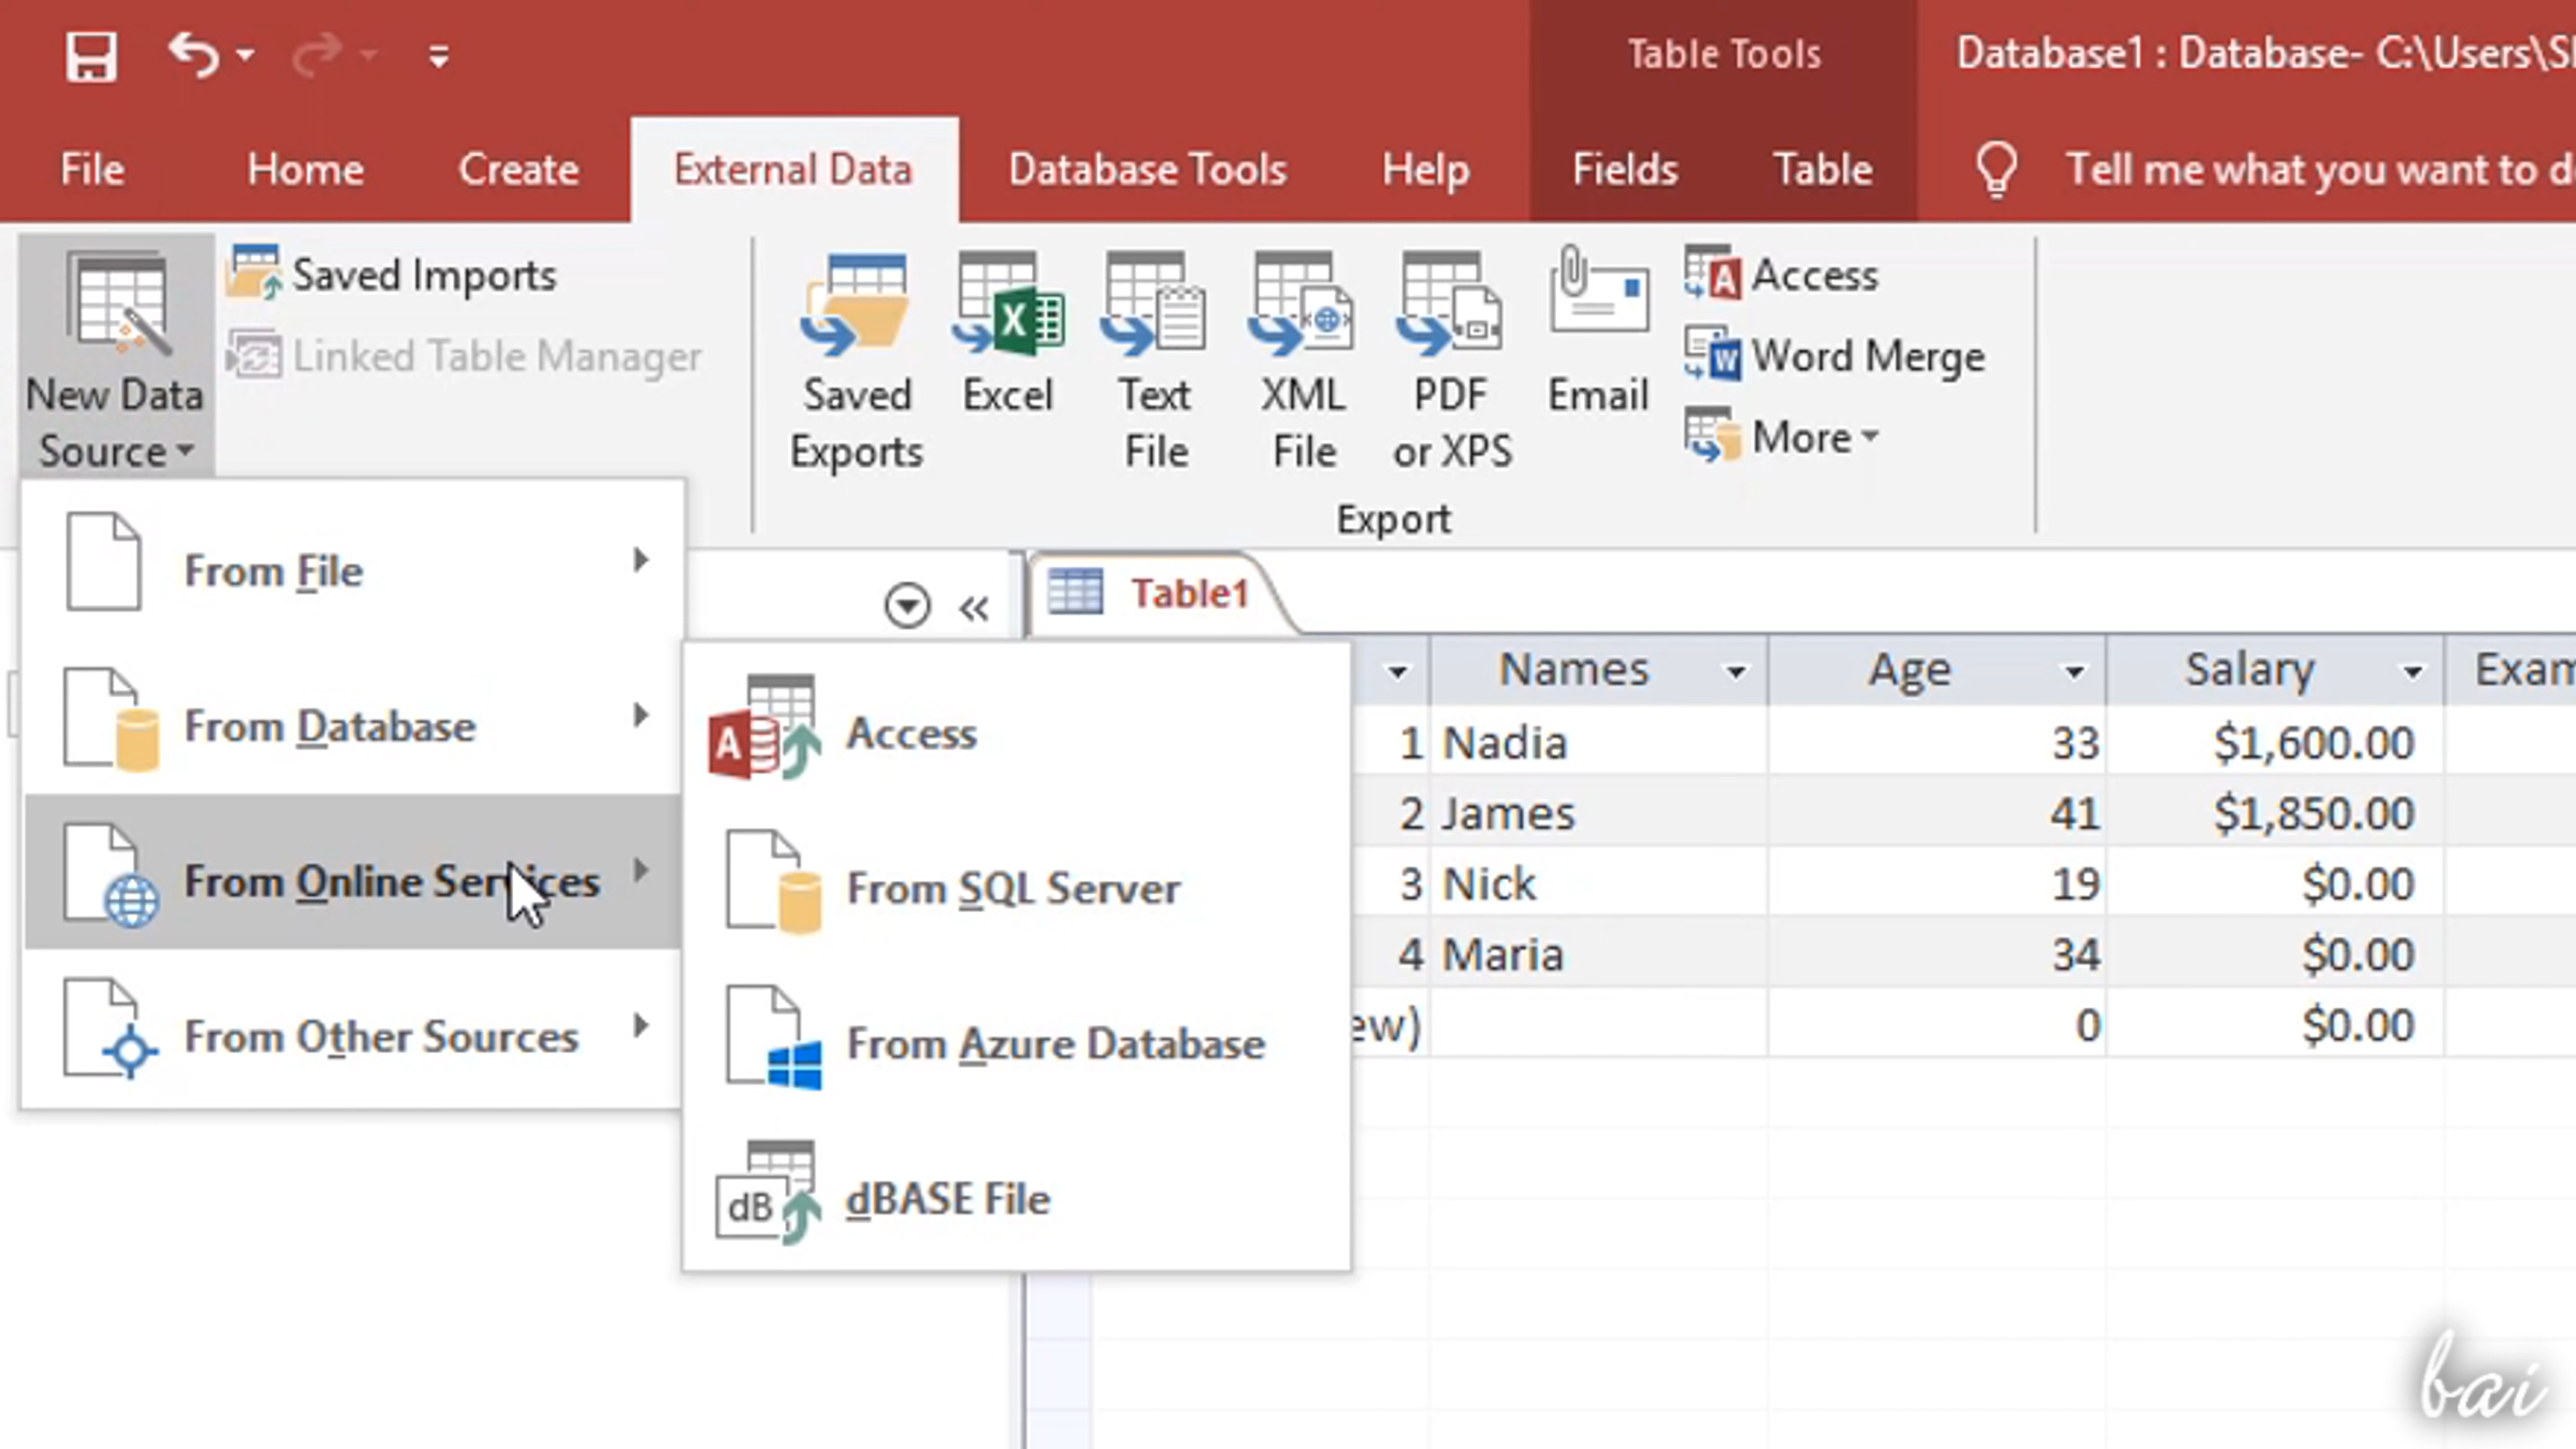 Table Tools
Database1 : Database- C:\Users\S
File Home Create External Data Database Tools Help Fields Table Tell me what you want to d
New Data Source
Saved Imports
Linked Table Manager
Saved Exports
Excel
Text File
XML File
PDF or XPS
Email
Access
Word Merge
More
Export
From File
From Database
From Online Services
From Other Sources
Access
From SQL Server
From Azure Database
dB
dBASE File
Table1
Names Age Salary Exam
1 Nadia 33 $1,600.00
2 James 41 $1,850.00
3 Nick 19 $0.00
4 Maria 34 $0.00
ew) 0 $0.00
bai